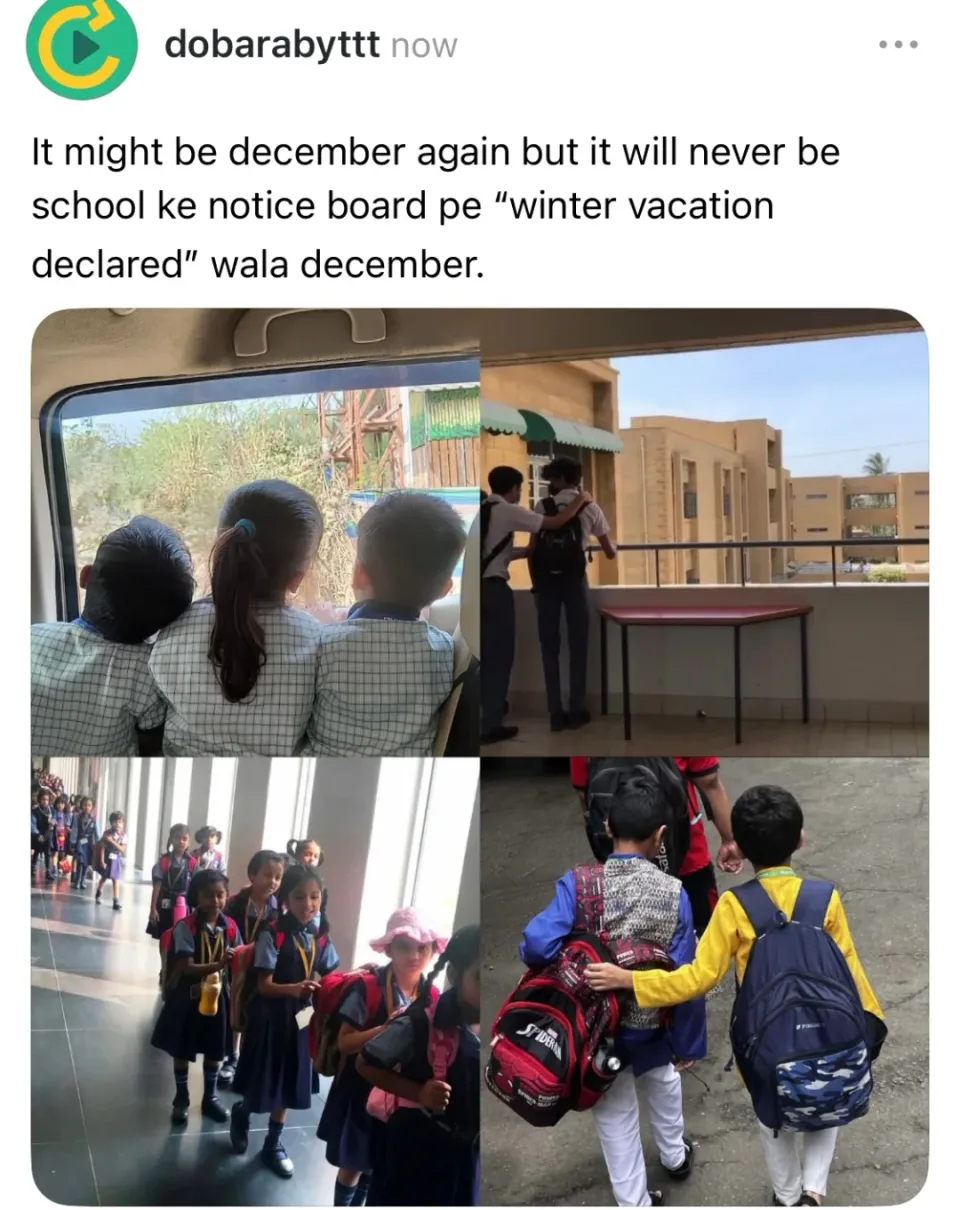 dobarabyttt now
It might be december again but it will never be
school ke notice board pe “winter vacation
declared” wala december.
SPIDER